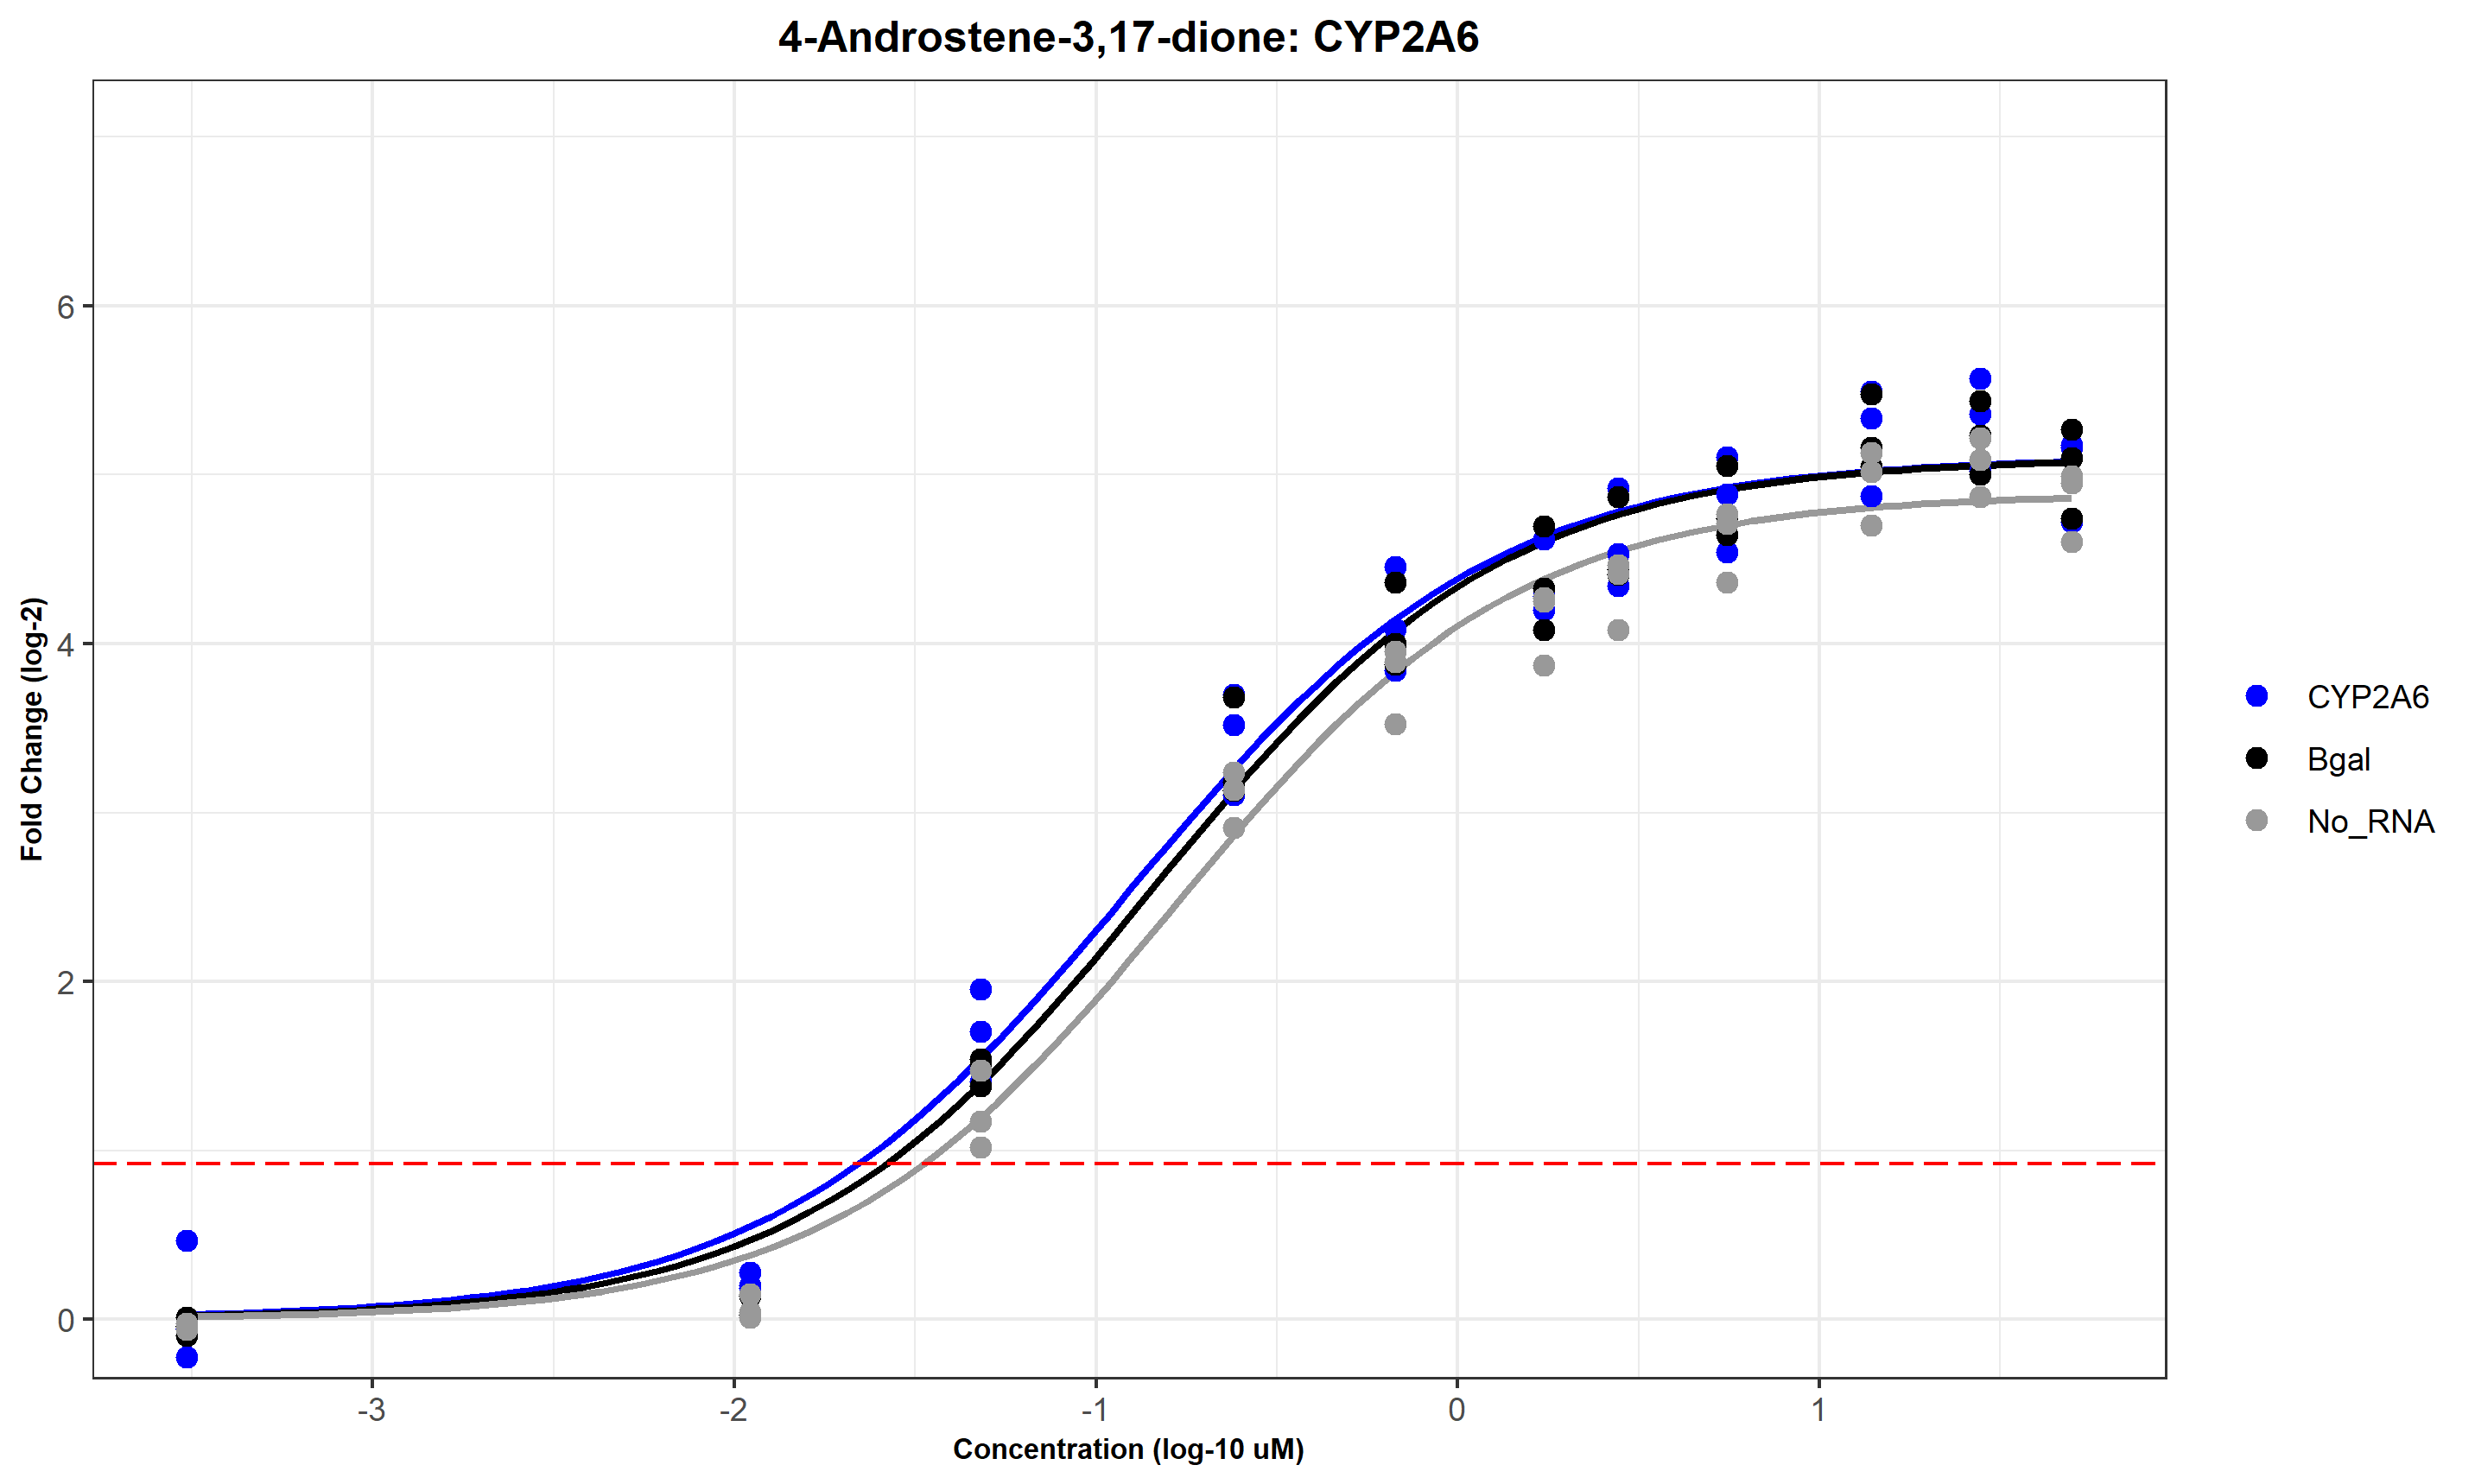 4-Androstene-3,17-dione: CYP2A6
Fold Change (log-2)
6
4
2
0
-3
-2
-1
0
1
Concentration (log-10 uM)
CYP2A6
Bgal
No_RNA